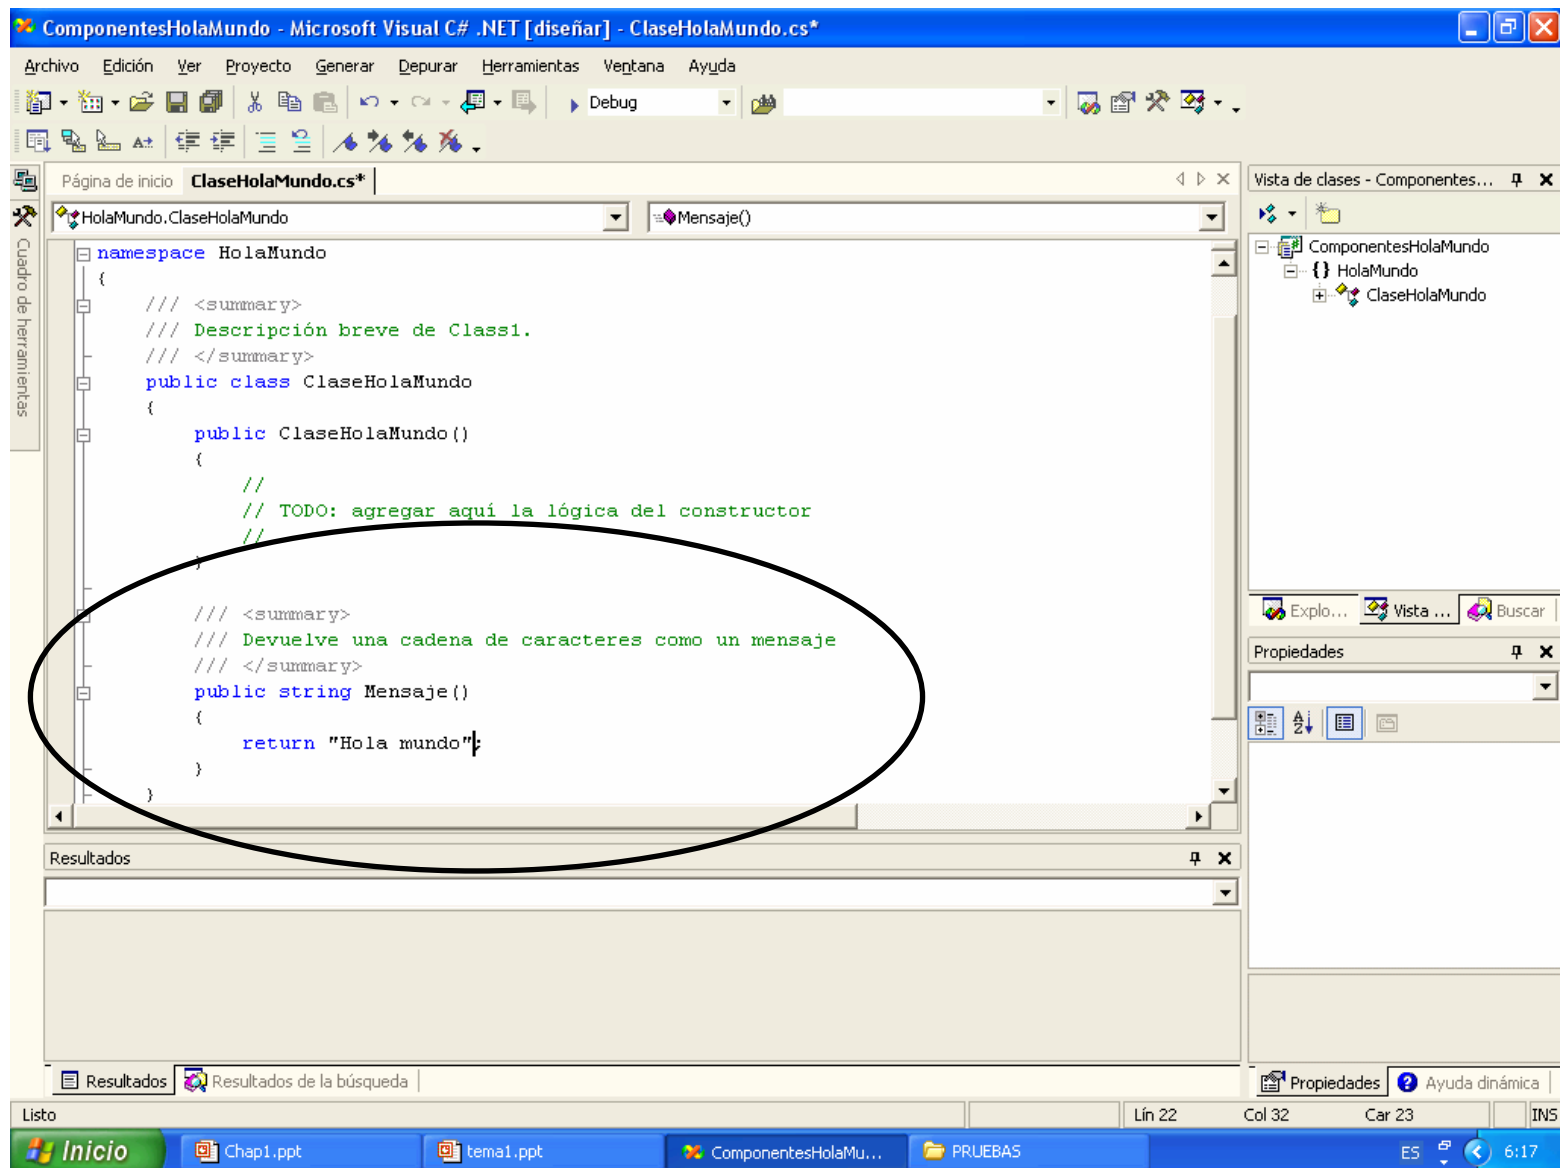 ComponentesHolaMundo - Microsoft Visual C# .NET [diseñar] - ClaseHolaMundo.cs*
Archivo Edición Ver Proyecto Generar Depurar Herramientas Ventana Ayuda
Debug
Página de inicio ClaseHolaMundo.cs*
HolaMundo.ClaseHolaMundo Mensaje()
Cuadro de herramientas
namespace HolaMundo
{
/// <summary>
/// Descripción breve de Class1.
/// </summary>
public class ClaseHolaMundo
{
public ClaseHolaMundo()
{
//
// TODO: agregar aquí la lógica del constructor
//
}
/// <summary>
/// Devuelve una cadena de caracteres como un mensaje
/// </summary>
public string Mensaje()
{
return "Hola mundo";
}
}
Vista de clases - Componentes...
ComponentesHolaMundo
{} HolaMundo
ClaseHolaMundo
Explo... Vista ... Buscar
Propiedades
Resultados
Resultados Resultados de la búsqueda
Propiedades Ayuda dinámica
Listo Lín 22 Col 32 Car 23 INS
Inicio Chap1.ppt tema1.ppt ComponentesHolaMu... PRUEBAS ES 6:17